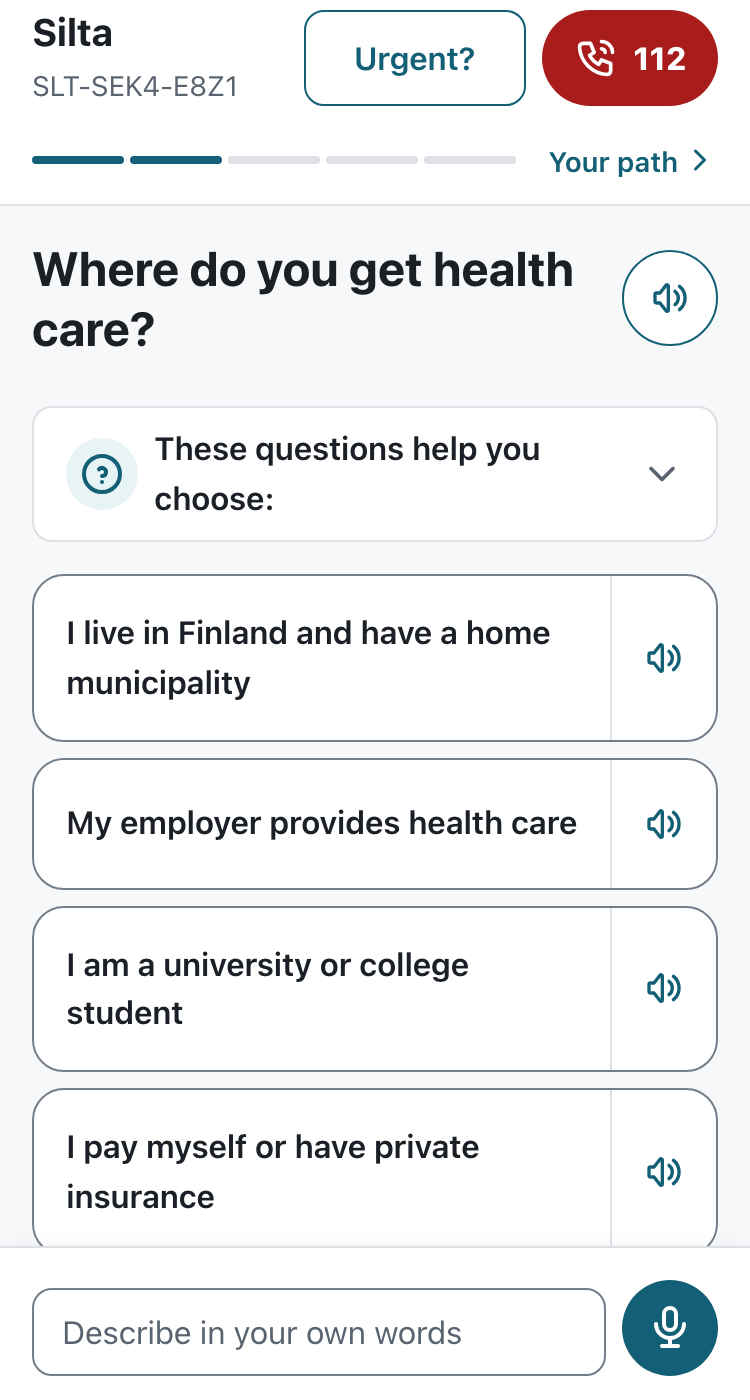 Silta
SLT-SEK4-E8Z1
Urgent?
112
Your path
Where do you get health
care?
These questions help you
choose:
I live in Finland and have a home
municipality
My employer provides health care
I am a university or college
student
I pay myself or have private
insurance
Describe in your own words